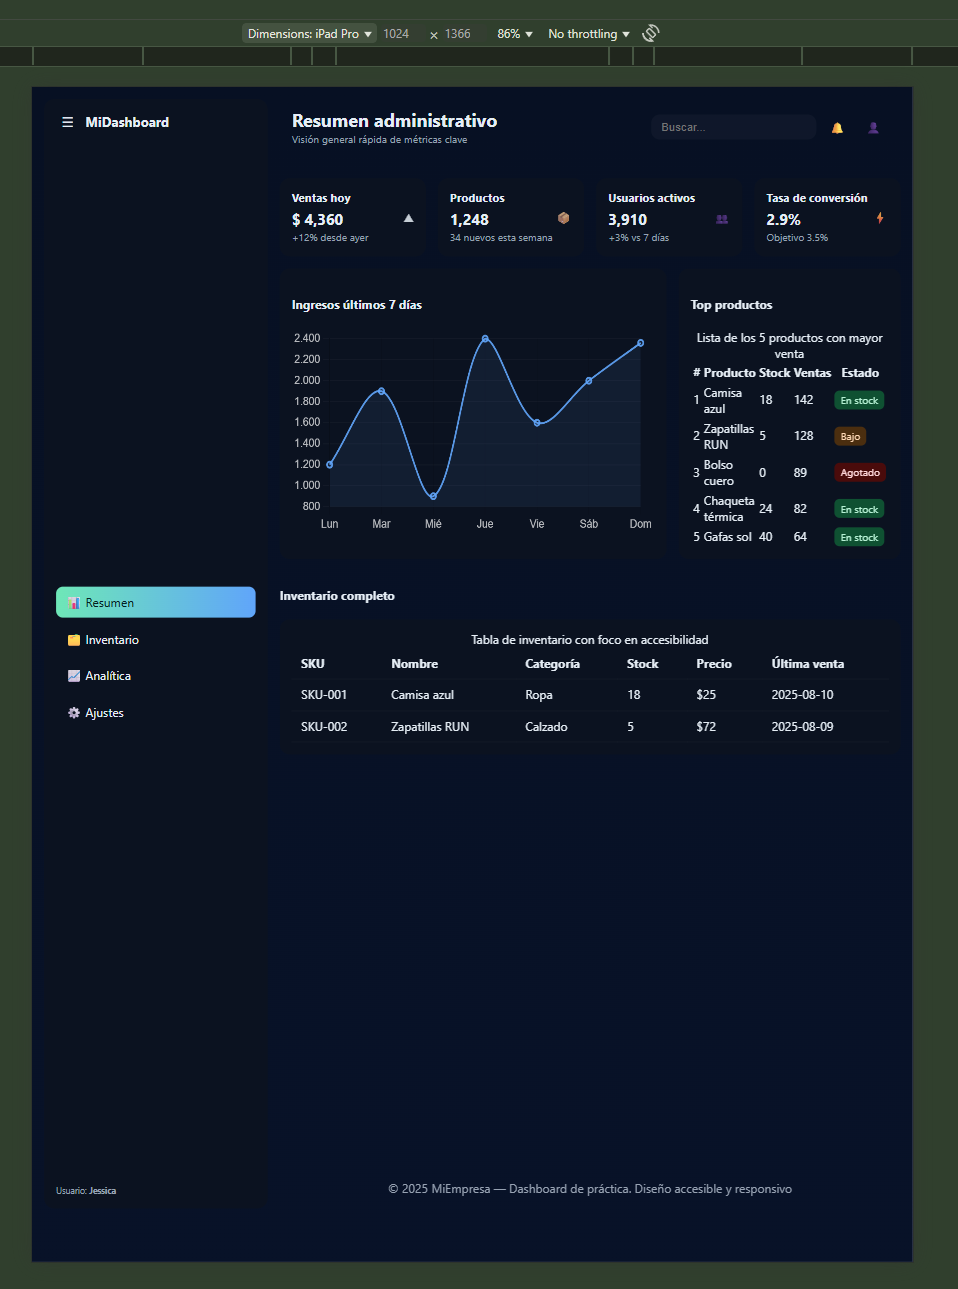 Dimensions: iPad Pro ▼ 1024 × 1366 86% ▼ No throttling ▼
☰ MiDashboard
Resumen administrativo
Visión general rápida de métricas clave
Buscar...
Ventas hoy
$ 4,360
+12% desde ayer
Productos
1,248
34 nuevos esta semana
Usuarios activos
3,910
+3% vs 7 días
Tasa de conversión
2.9%
Objetivo 3.5%
Ingresos últimos 7 días
2.400
2.200
2.000
1.800
1.600
1.400
1.200
1.000
800
Lun Mar Mié Jue Vie Sáb Dom
Top productos
Lista de los 5 productos con mayor
venta
# Producto Stock Ventas Estado
1 Camisa azul 18 142 En stock
2 Zapatillas RUN 5 128 Bajo
3 Bolso cuero 0 89 Agotado
4 Chaqueta térmica 24 82 En stock
5 Gafas sol 40 64 En stock
Resumen
Inventario
Analítica
Ajustes
Inventario completo
Tabla de inventario con foco en accesibilidad
SKU Nombre Categoría Stock Precio Última venta
SKU-001 Camisa azul Ropa 18 $25 2025-08-10
SKU-002 Zapatillas RUN Calzado 5 $72 2025-08-09
Usuario: Jessica
© 2025 MiEmpresa — Dashboard de práctica. Diseño accesible y responsivo